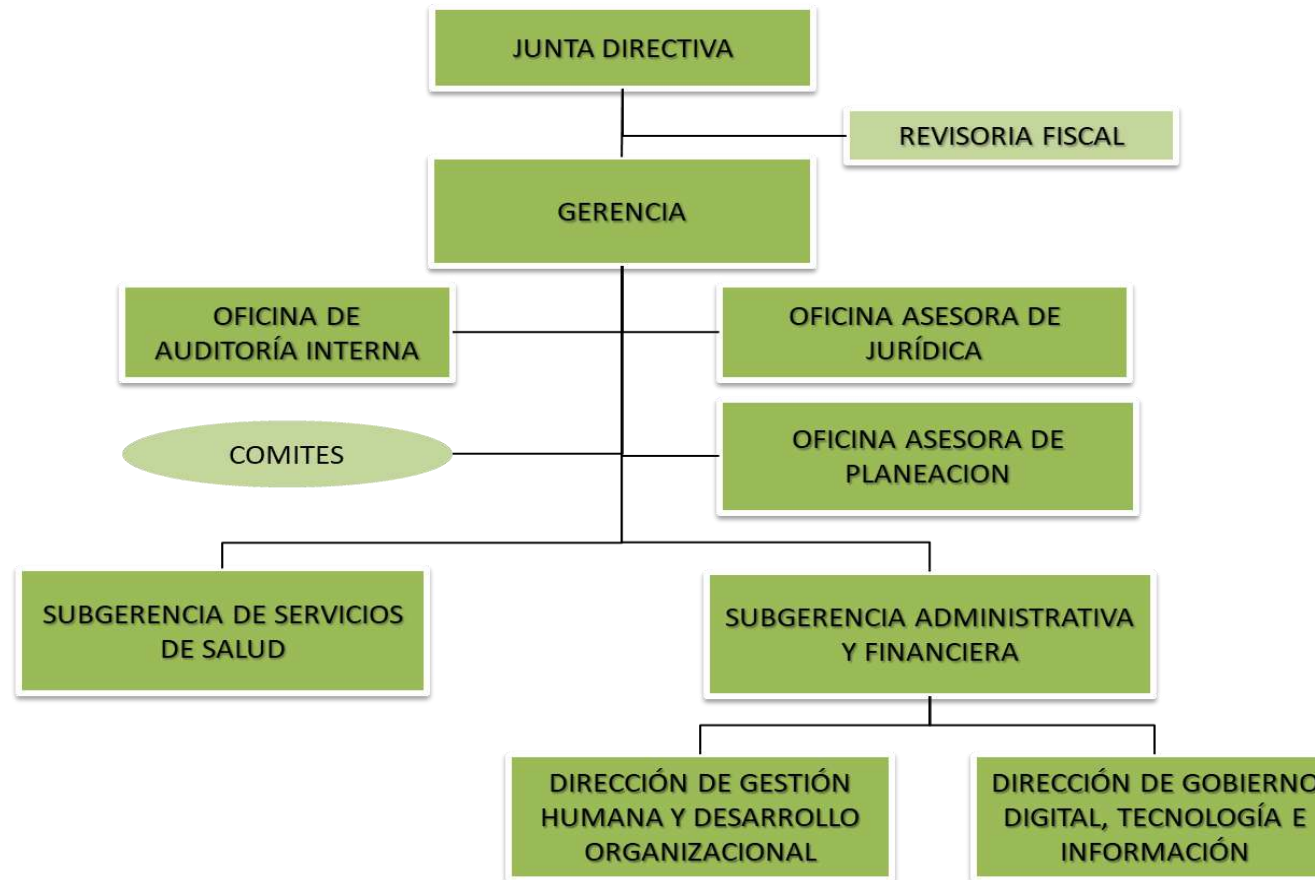 JUNTA DIRECTIVA
REVISORIA FISCAL
GERENCIA
OFICINA DE
AUDITORÍA INTERNA
OFICINA ASESORA DE
JURÍDICA
COMITES
OFICINA ASESORA DE
PLANEACION
SUBGERENCIA DE SERVICIOS
DE SALUD
SUBGERENCIA ADMINISTRATIVA
Y FINANCIERA
DIRECCIÓN DE GESTIÓN
HUMANA Y DESARROLLO
ORGANIZACIONAL
DIRECCIÓN DE GOBIERNO
DIGITAL, TECNOLOGÍA E
INFORMACIÓN